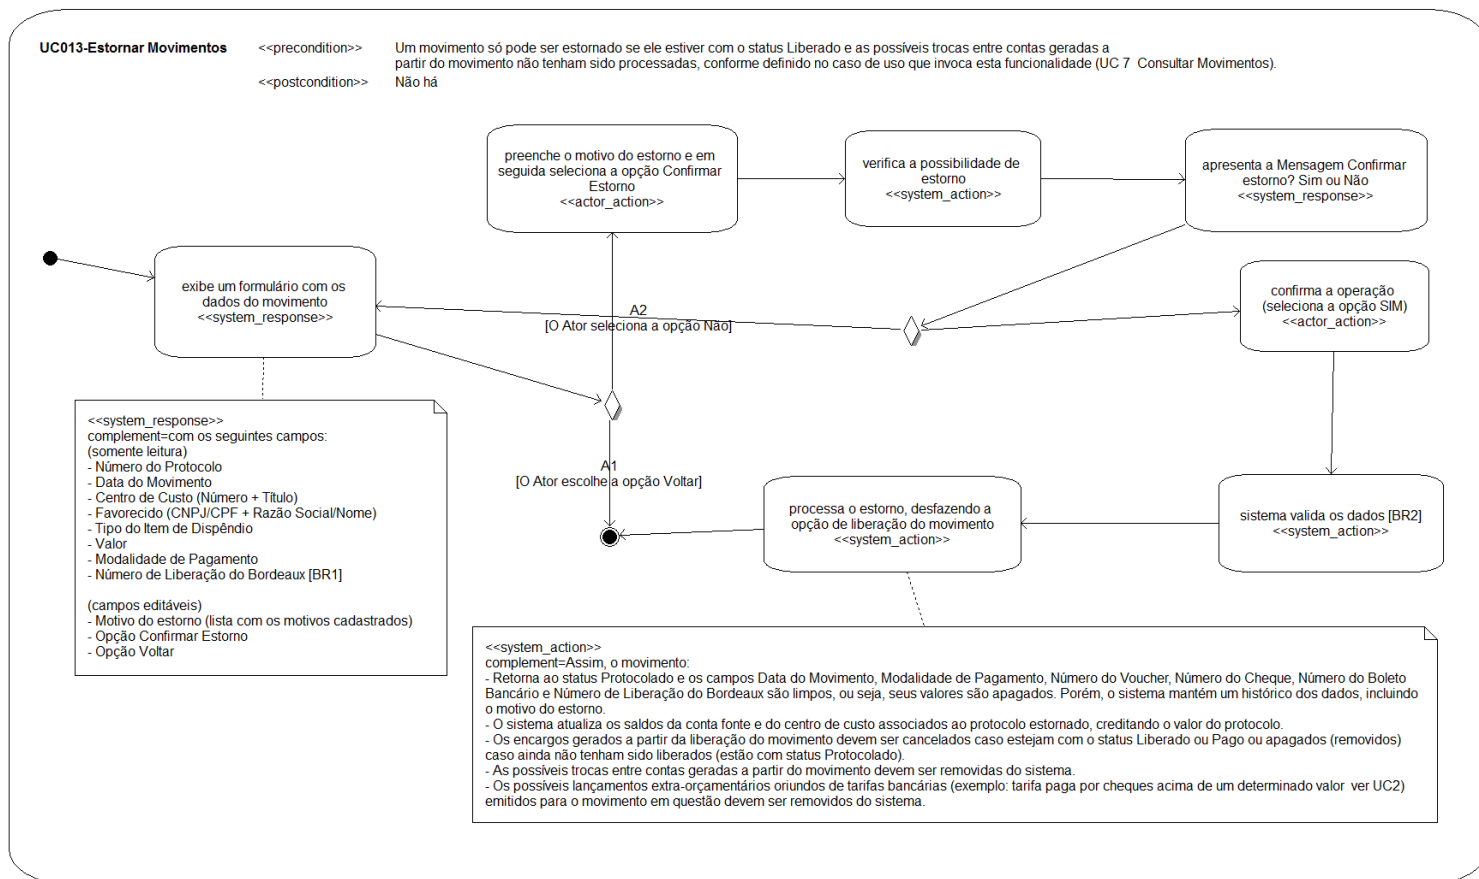 UC013-Estornar Movimentos
<<precondition>>
Um movimento só pode ser estornado se ele estiver com o status Liberado e as possíveis trocas entre contas geradas a
partir do movimento não tenham sido processadas, conforme definido no caso de uso que invoca esta funcionalidade (UC 7  Consultar Movimentos).
<<postcondition>>
Não há
preenche o motivo do estorno e em
seguida seleciona a opção Confirmar
Estorno
<<actor_action>>
verifica a possibilidade de
estorno
<<system_action>>
apresenta a Mensagem Confirmar
estorno? Sim ou Não
<<system_response>>
exibe um formulário com os
dados do movimento
<<system_response>>
A2
[O Ator seleciona a opção Não]
confirma a operação
(seleciona a opção SIM)
<<actor_action>>
<<system_response>>
complement=com os seguintes campos:
(somente leitura)
- Número do Protocolo
- Data do Movimento
- Centro de Custo (Número + Título)
- Favorecido (CNPJ/CPF + Razão Social/Nome)
- Tipo do Item de Dispêndio
- Valor
- Modalidade de Pagamento
- Número de Liberação do Bordeaux [BR1]
(campos editáveis)
- Motivo do estorno (lista com os motivos cadastrados)
- Opção Confirmar Estorno
- Opção Voltar
A1
[O Ator escolhe a opção Voltar]
processa o estorno, desfazendo a
opção de liberação do movimento
<<system_action>>
sistema valida os dados [BR2]
<<system_action>>
<<system_action>>
complement=Assim, o movimento:
- Retorna ao status Protocolado e os campos Data do Movimento, Modalidade de Pagamento, Número do Voucher, Número do Cheque, Número do Boleto
Bancário e Número de Liberação do Bordeaux são limpos, ou seja, seus valores são apagados. Porém, o sistema mantém um histórico dos dados, incluindo
o motivo do estorno.
- O sistema atualiza os saldos da conta fonte e do centro de custo associados ao protocolo estornado, creditando o valor do protocolo.
- Os encargos gerados a partir da liberação do movimento devem ser cancelados caso estejam com o status Liberado ou Pago ou apagados (removidos)
caso ainda não tenham sido liberados (estão com status Protocolado).
- As possíveis trocas entre contas geradas a partir do movimento devem ser removidas do sistema.
- Os possíveis lançamentos extra-orçamentários oriundos de tarifas bancárias (exemplo: tarifa paga por cheques acima de um determinado valor  ver UC2)
emitidos para o movimento em questão devem ser removidos do sistema.